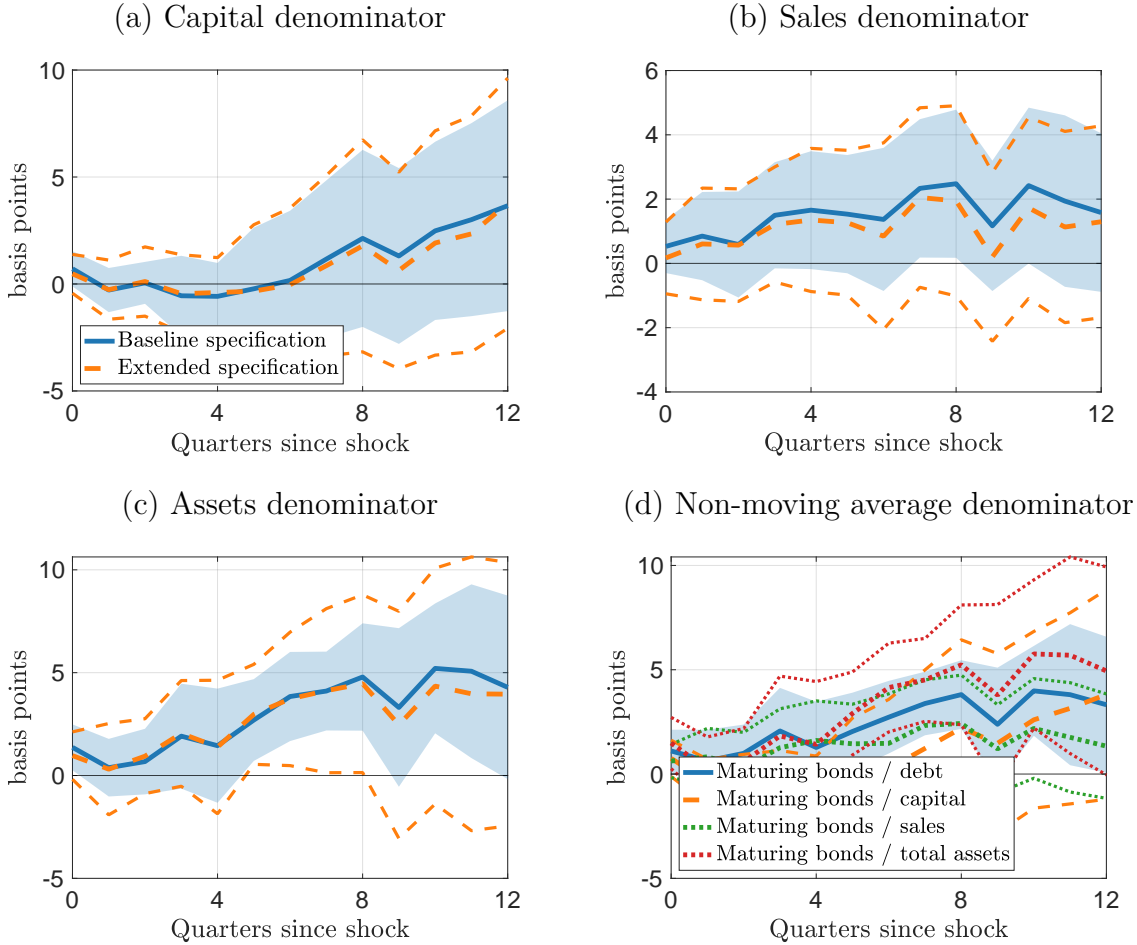 (a) Capital denominator
basis points
10
5
0
-5
0
4
8
12
Quarters since shock
Baseline specification
Extended specification
(b) Sales denominator
basis points
6
4
2
0
-2
-4
0
4
8
12
Quarters since shock
(c) Assets denominator
basis points
10
5
0
-5
0
4
8
12
Quarters since shock
(d) Non-moving average denominator
basis points
10
5
0
-5
0
4
8
12
Quarters since shock
Maturing bonds / debt
Maturing bonds / capital
Maturing bonds / sales
Maturing bonds / total assets